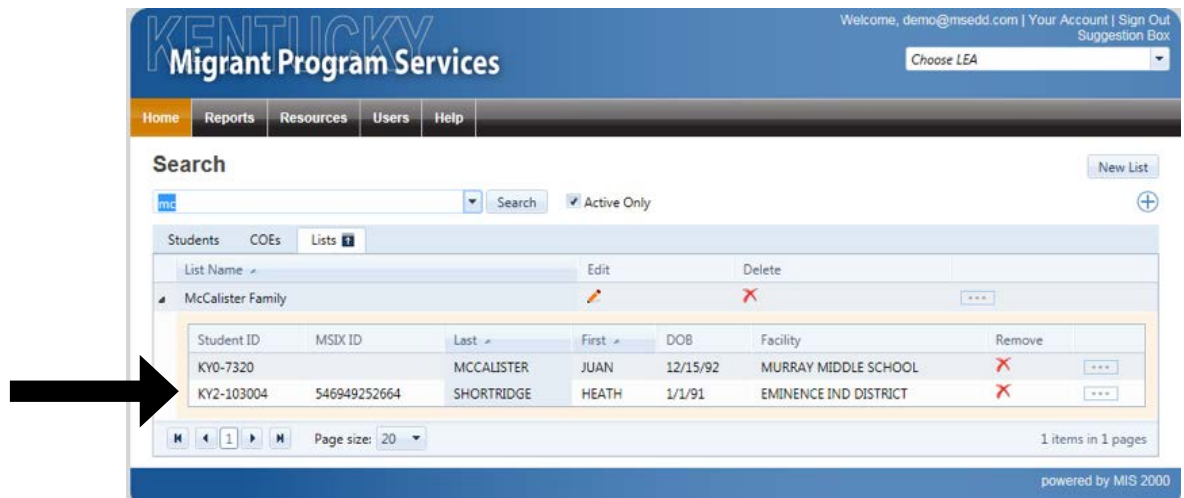 KENTUCKY
Migrant Program Services
Welcome, demo@msedd.com | Your Account | Sign Out
Suggestion Box
Choose LEA
Home Reports Resources Users Help
Search
New List
mc Search Active Only
Students COEs Lists 1
List Name Edit Delete
McCalister Family
Student ID MSIX ID Last First DOB Facility Remove
KY0-7320 MCCALISTER JUAN 12/15/92 MURRAY MIDDLE SCHOOL
KY2-103004 546949252664 SHORTRIDGE HEATH 1/1/91 EMINENCE IND DISTRICT
1 Page size: 20 1 items in 1 pages
powered by MIS 2000